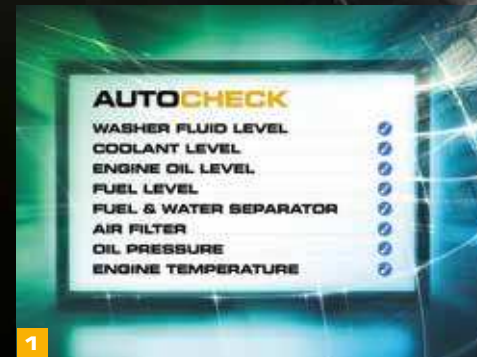 AUTOCHECK
WASHER FLUID LEVEL
COOLANT LEVEL
ENGINE OIL LEVEL
FUEL LEVEL
FUEL & WATER SEPARATOR
AIR FILTER
OIL PRESSURE
ENGINE TEMPERATURE
1